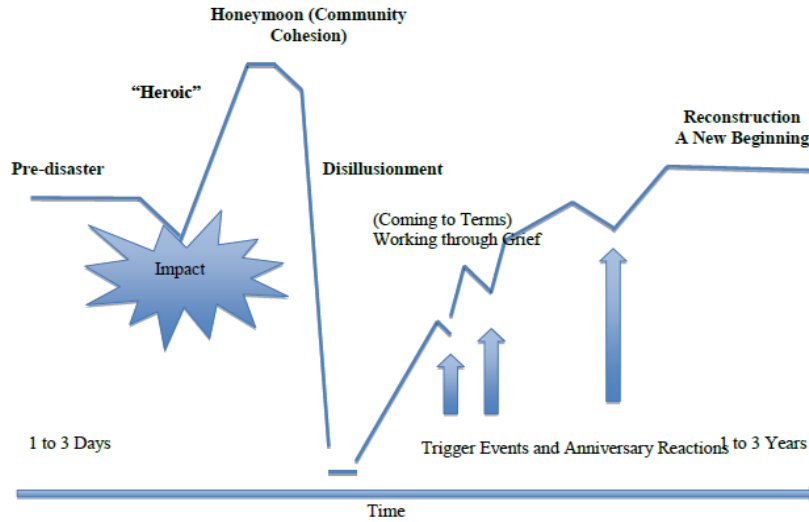 Honeymoon (Community
Cohesion)
“Heroic”
Reconstruction
A New Beginning
Pre-disaster
Disillusionment
(Coming to Terms)
Working through Grief
Impact
1 to 3 Days
Trigger Events and Anniversary Reactions
1 to 3 Years
Time